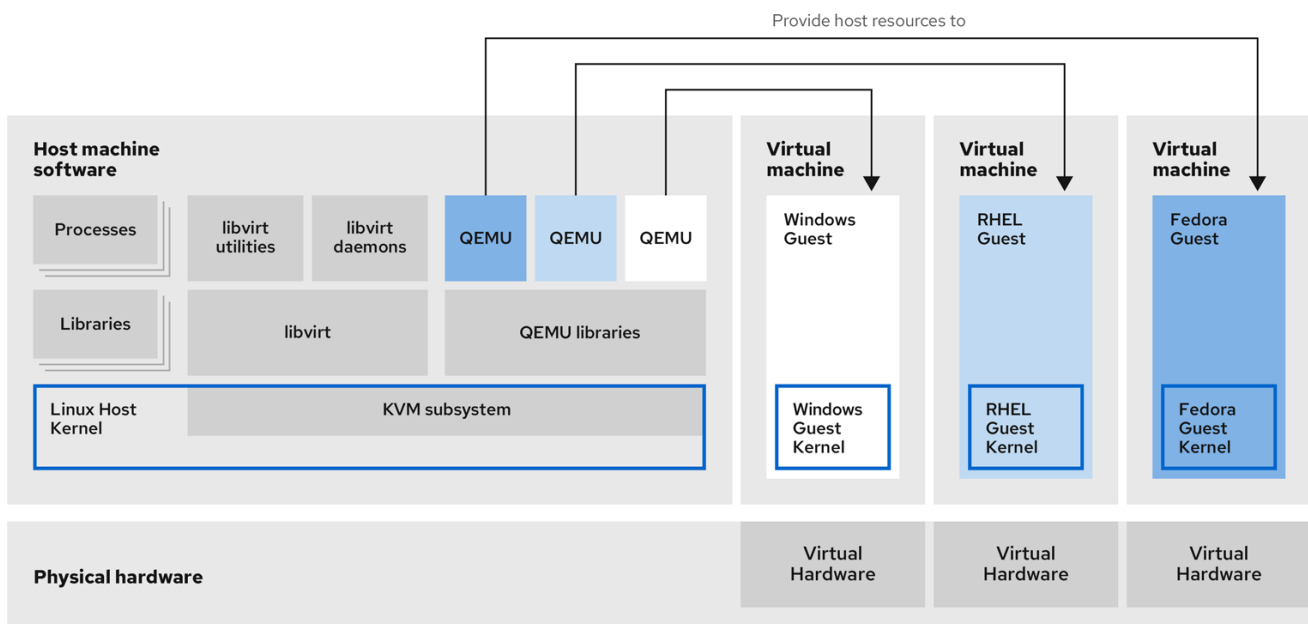 Provide host resources to
Host machine
software
Processes
libvirt
utilities
libvirt
daemons
QEMU
QEMU
QEMU
Libraries
libvirt
QEMU libraries
Linux Host
Kernel
KVM subsystem
Virtual
machine
Windows
Guest
Windows
Guest
Kernel
Virtual
machine
RHEL
Guest
RHEL
Guest
Kernel
Virtual
machine
Fedora
Guest
Fedora
Guest
Kernel
Physical hardware
Virtual
Hardware
Virtual
Hardware
Virtual
Hardware